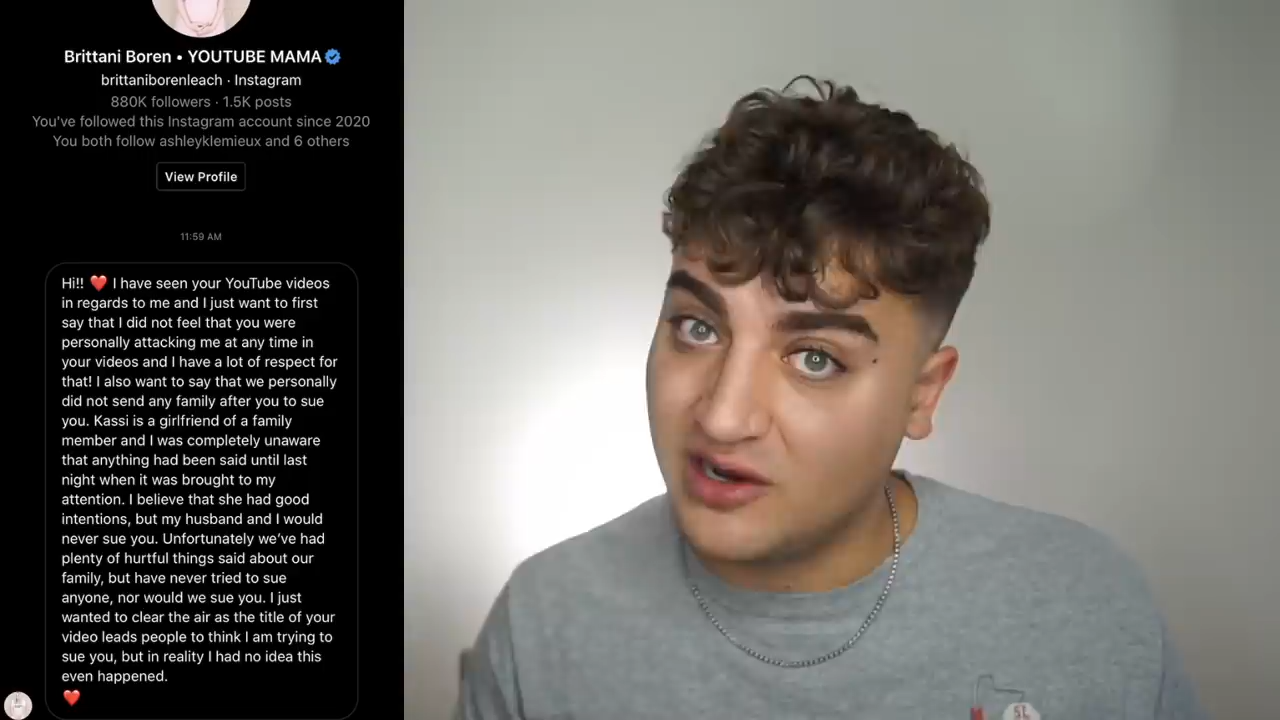 Brittani Boren • YOUTUBE MAMA
brittaniborenleach · Instagram
880K followers · 1.5K posts
You've followed this Instagram account since 2020
You both follow ashleyklemieux and 6 others
View Profile
11:59 AM
Hi!! ❤️ I have seen your YouTube videos
in regards to me and I just want to first
say that I did not feel that you were
personally attacking me at any time in
your videos and I have a lot of respect for
that! I also want to say that we personally
did not send any family after you to sue
you. Kassi is a girlfriend of a family
member and I was completely unaware
that anything had been said until last
night when it was brought to my
attention. I believe that she had good
intentions, but my husband and I would
never sue you. Unfortunately we've had
plenty of hurtful things said about our
family, but have never tried to sue
anyone, nor would we sue you. I just
wanted to clear the air as the title of your
video leads people to think I am trying to
sue you, but in reality I had no idea this
even happened.
❤️